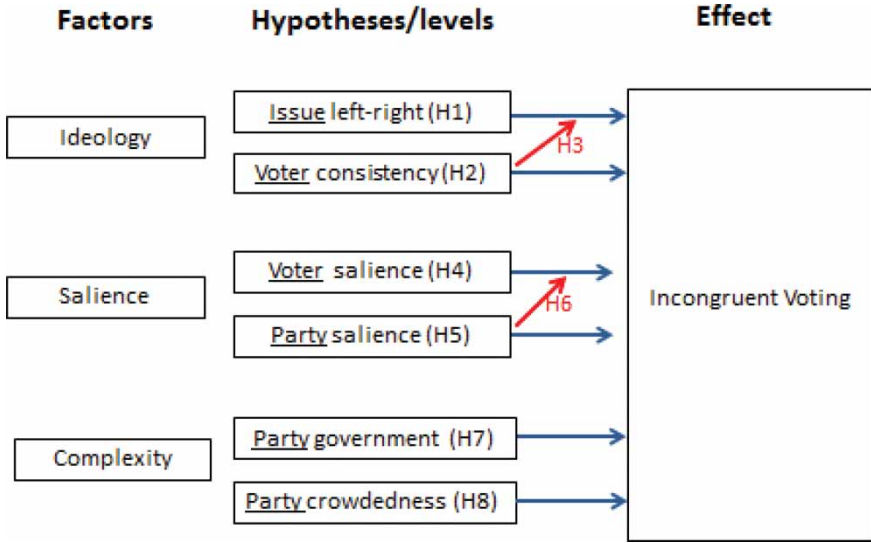 Factors
Hypotheses/levels
Effect
Ideology
Issue left-right (H1)
H3
Voter consistency (H2)
Salience
Voter salience (H4)
H6
Party salience (H5)
Incongruent Voting
Complexity
Party government (H7)
Party crowdedness (H8)